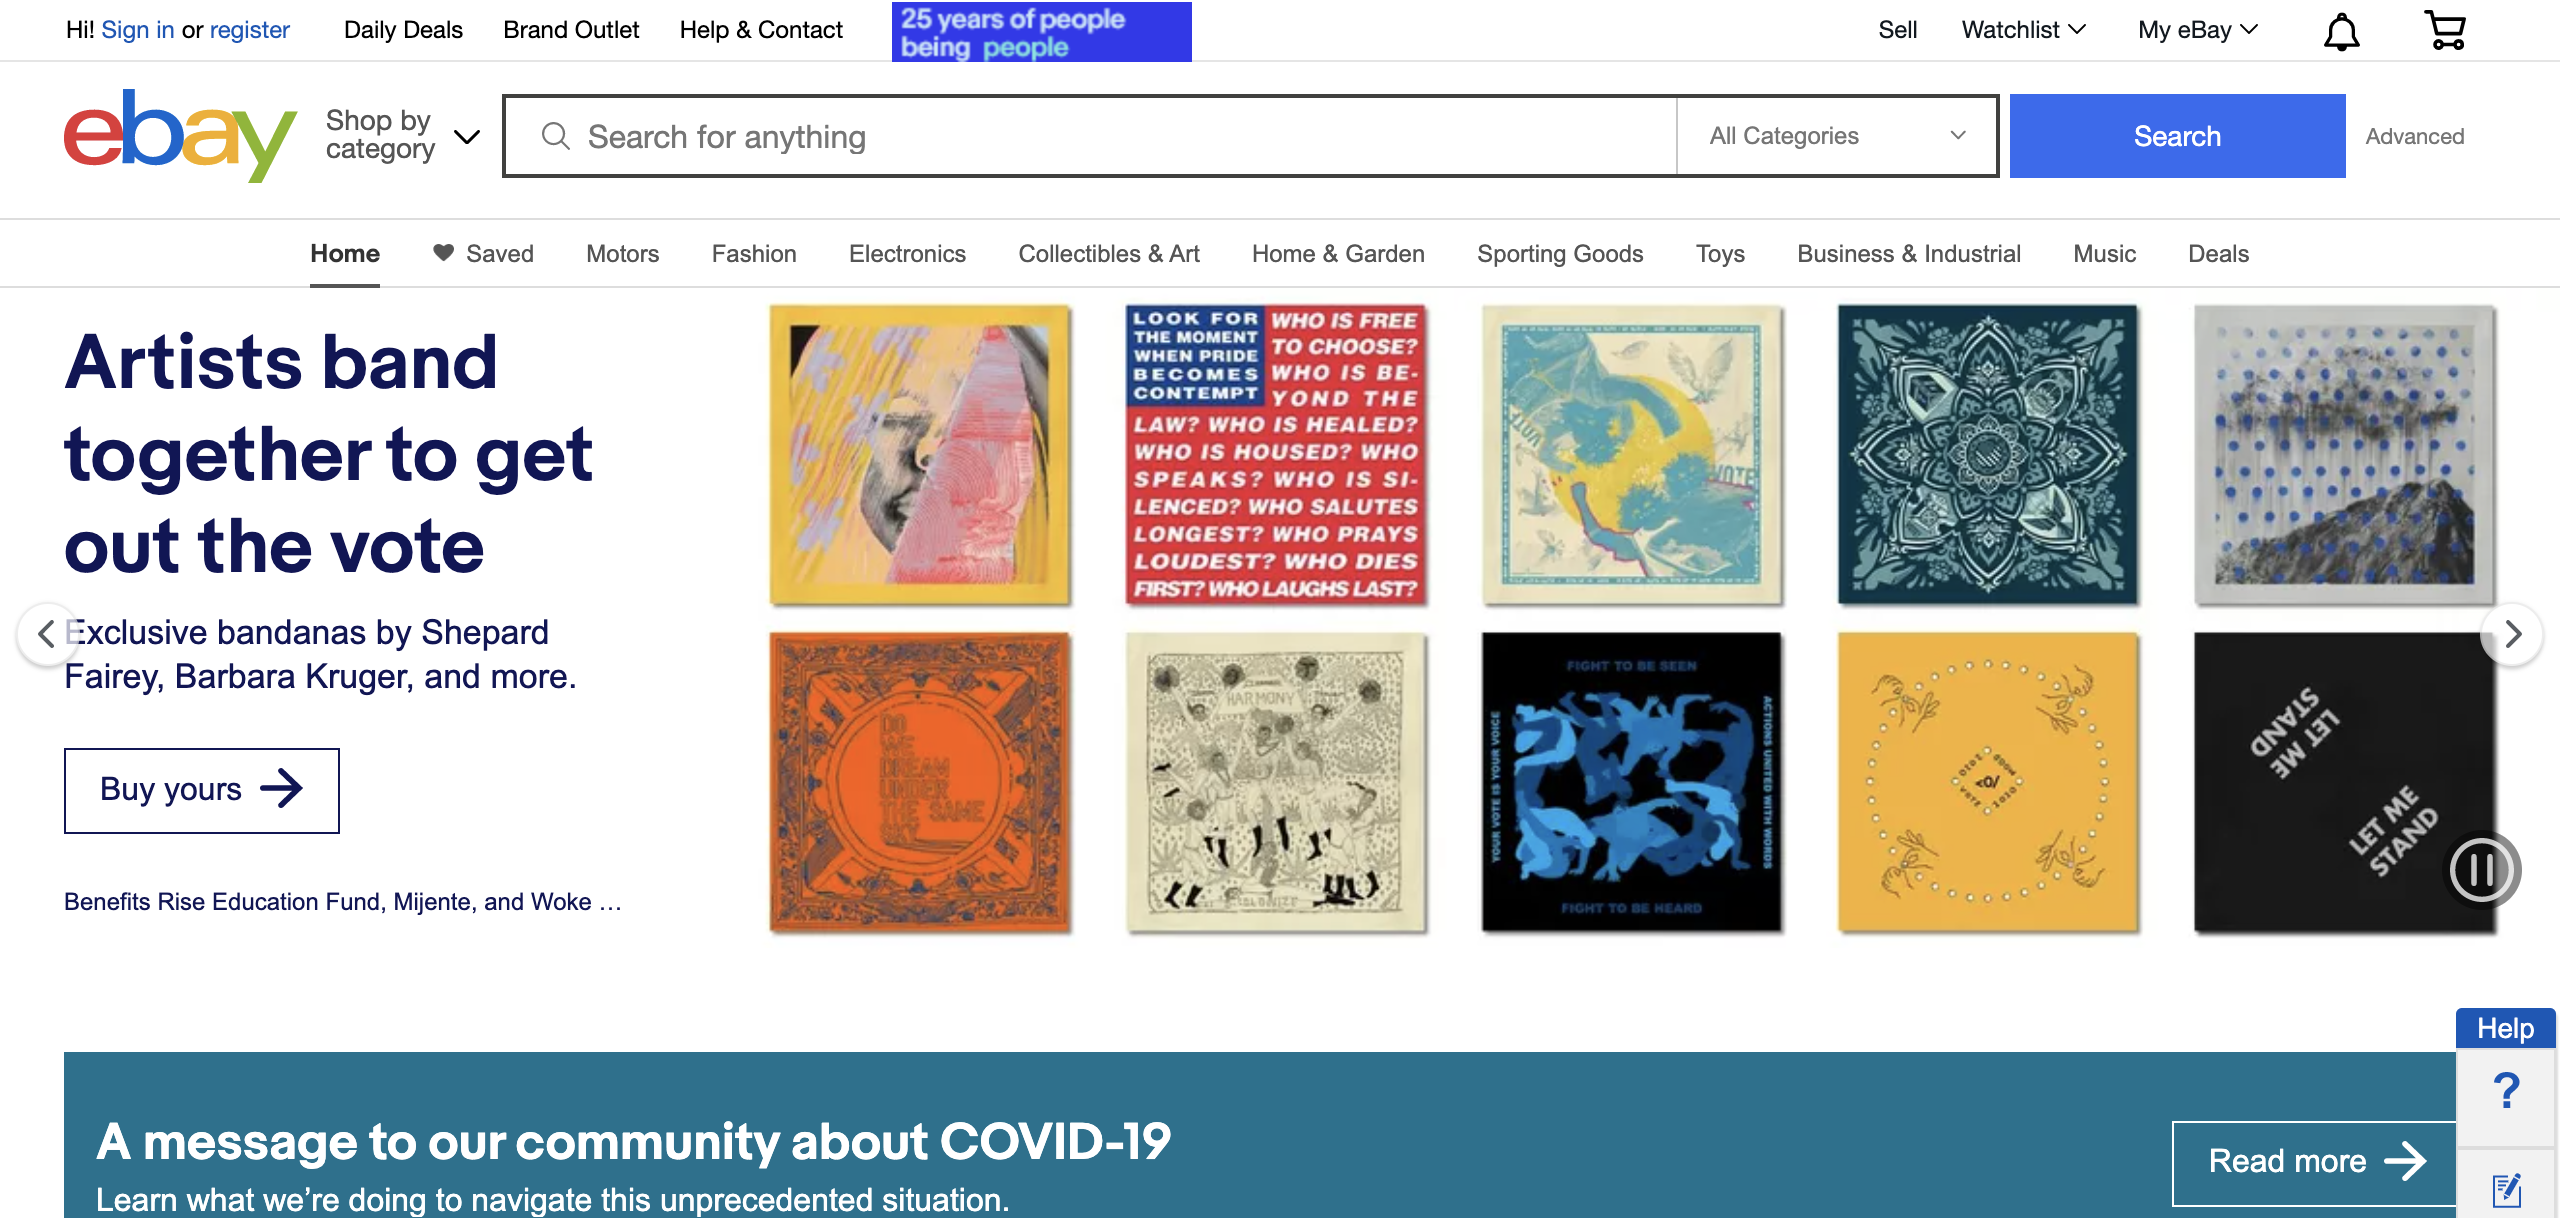 Hi! Sign in or register
Daily Deals
Brand Outlet
Help & Contact
25 years of people
being people
Sell
Watchlist
My eBay
ebay
Shop by
category
Search for anything
All Categories
Search
Advanced
Home
Saved
Motors
Fashion
Electronics
Collectibles & Art
Home & Garden
Sporting Goods
Toys
Business & Industrial
Music
Deals
Artists band
together to get
out the vote
Exclusive bandanas by Shepard
Fairey, Barbara Kruger, and more.
Buy yours
Benefits Rise Education Fund, Mijente, and Woke …
LOOK FOR
THE MOMENT
WHEN PRIDE
BECOMES
CONTEMPT
WHO IS FREE
TO CHOOSE?
WHO IS BE-
YOND THE
LAW? WHO IS HEALED?
WHO IS HOUSED? WHO
SPEAKS? WHO IS SI-
LENCED? WHO SALUTES
LONGEST? WHO PRAYS
LOUDEST? WHO DIES
FIRST? WHO LAUGHS LAST?
VOTE
DO
WE
DREAM
UNDER
THE SAME
SKY
HARMONY
FIGHT TO BE SEEN
YOUR VOTE IS YOUR VOICE
ACTIONS UNITED WITH WORDS
FIGHT TO BE HEARD
LET ME
STAND
LET ME
STAND
Help
?
A message to our community about COVID-19
Learn what we’re doing to navigate this unprecedented situation.
Read more